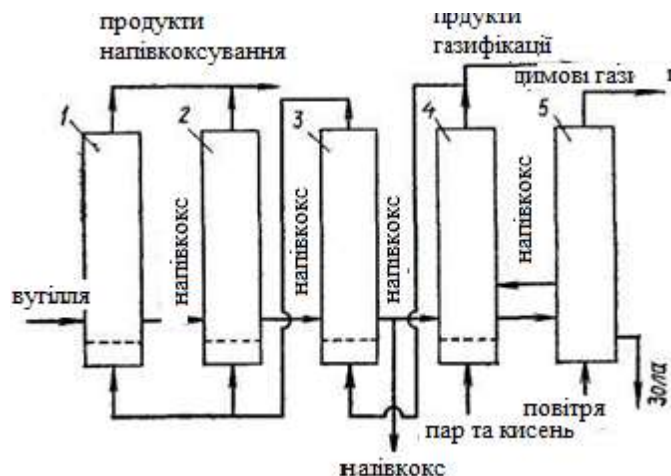 продукти
напівкоксування
прдукти
газифікації
димові гази
1
2
3
4
5
напівкокс
напівкокс
напівкокс
напівкокс
вугілля
повітря
пар та кисень
Зола
напівкокс